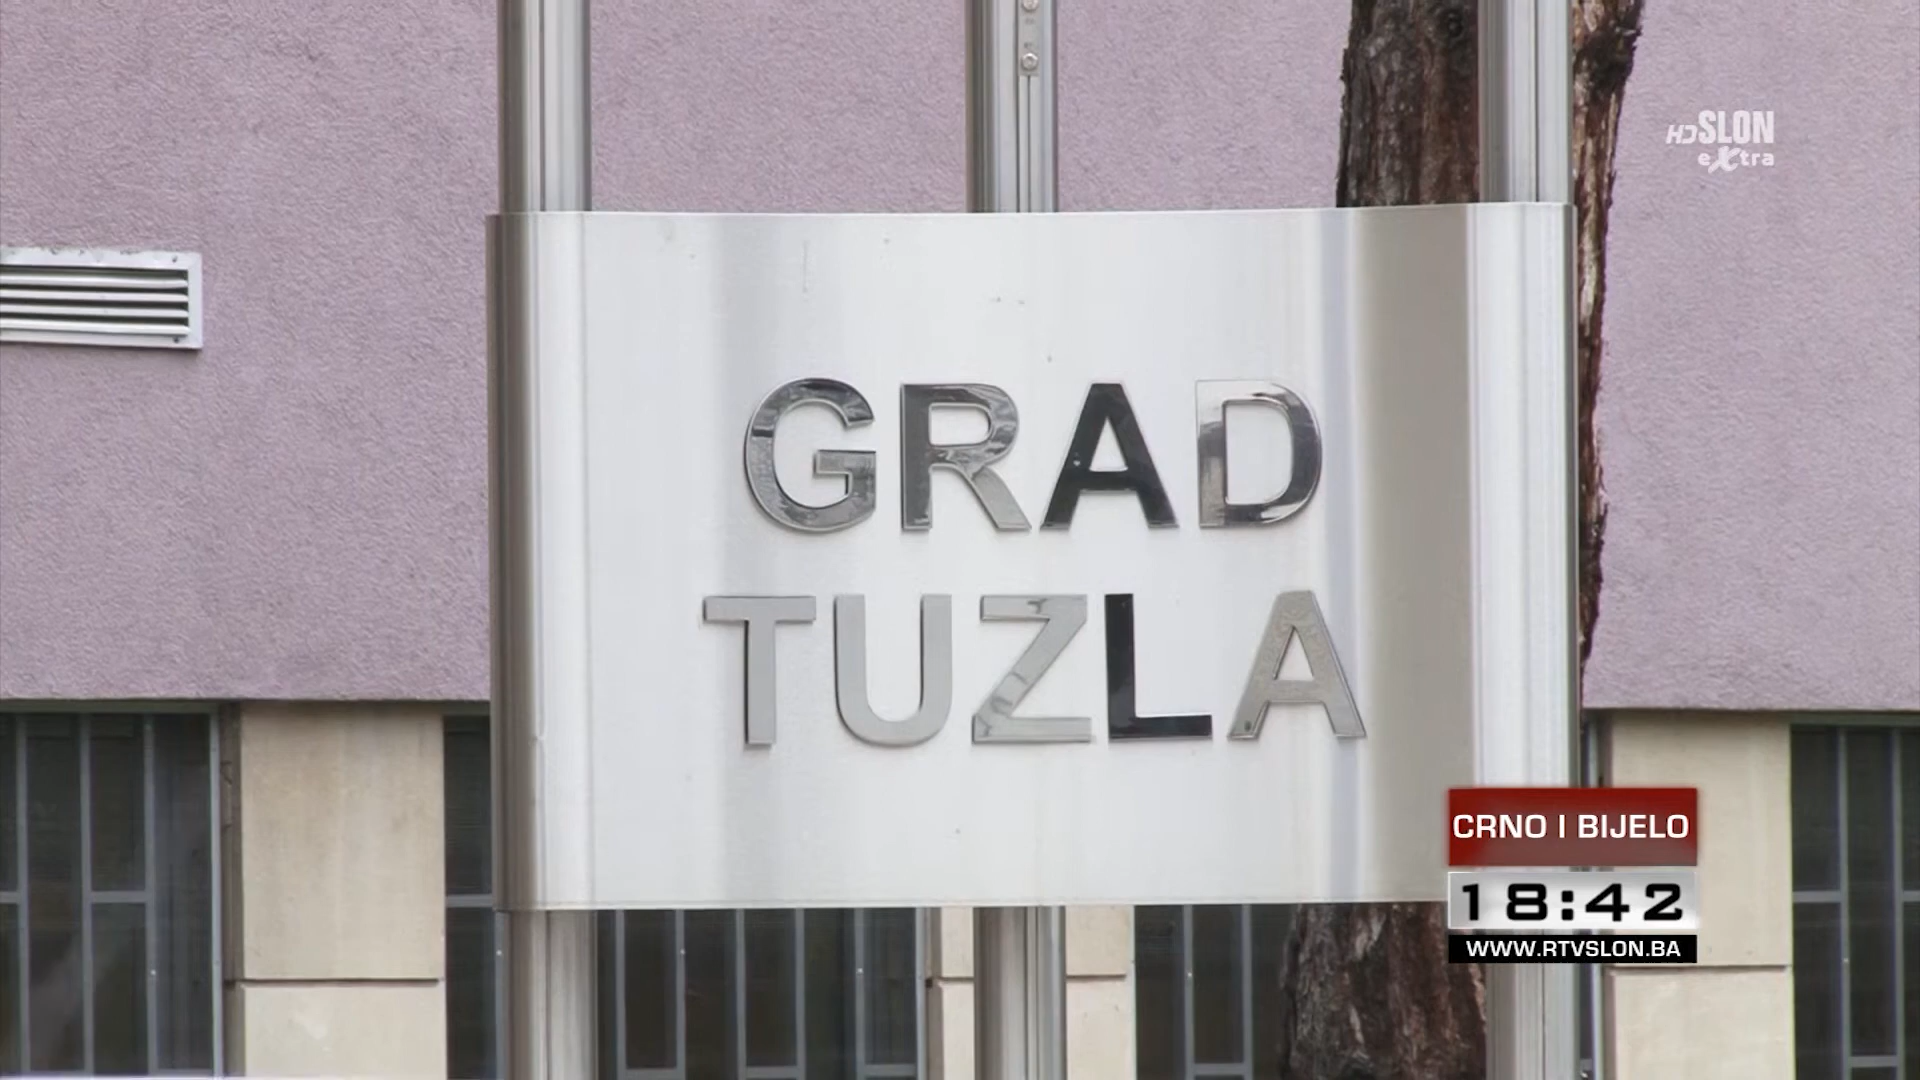 HD SLON
extra
GRAD
TUZLA
CRNO I BIJELO
18:42
WWW.RTVSLON.BA